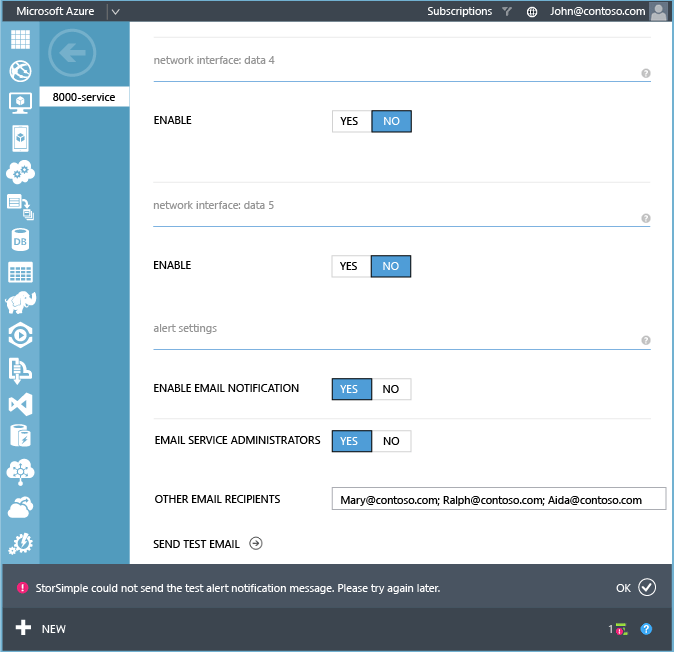 Microsoft Azure Subscriptions John@contoso.com
8000-service
network interface: data 4
?
ENABLE YES NO
network interface: data 5
?
ENABLE YES NO
alert settings
?
ENABLE EMAIL NOTIFICATION YES NO
EMAIL SERVICE ADMINISTRATORS YES NO
OTHER EMAIL RECIPIENTS Mary@contoso.com; Ralph@contoso.com; Aida@contoso.com
SEND TEST EMAIL
DB
! StorSimple could not send the test alert notification message. Please try again later. OK
NEW 1 ?